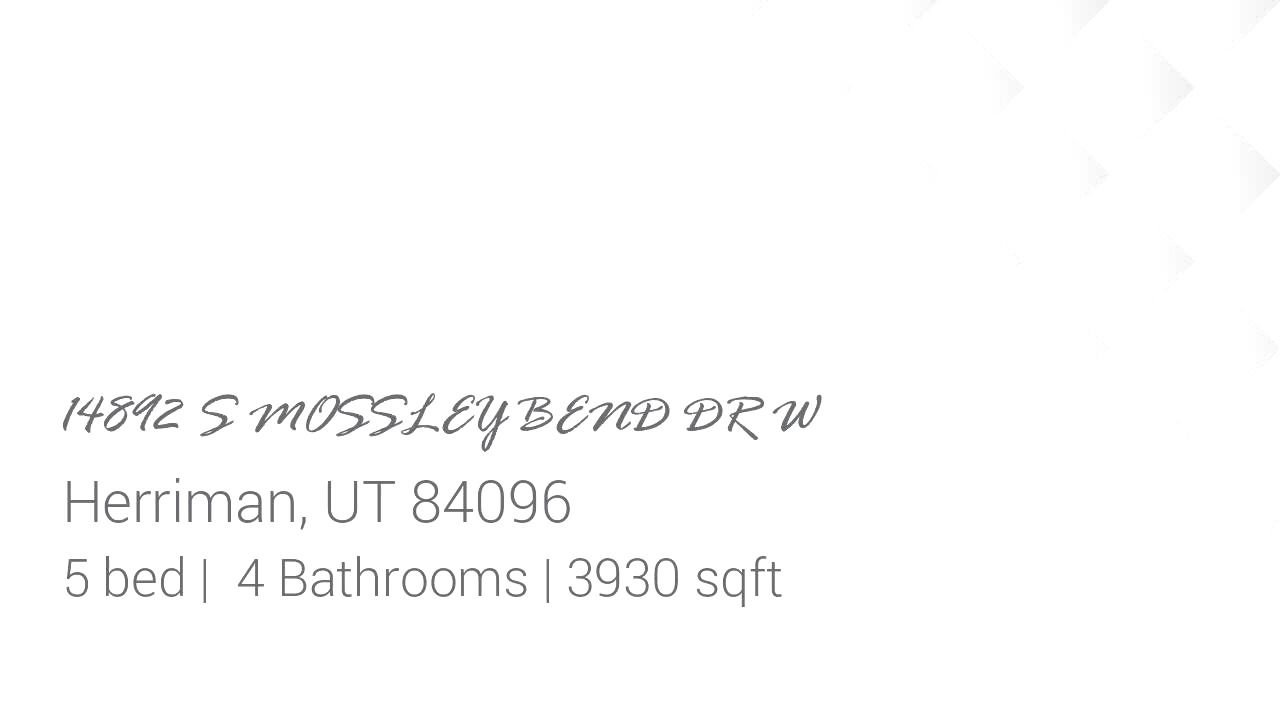 14892 S MOSSLEY BEND DR W
Herriman, UT 84096
5 bed | 4 Bathrooms | 3930 sqft